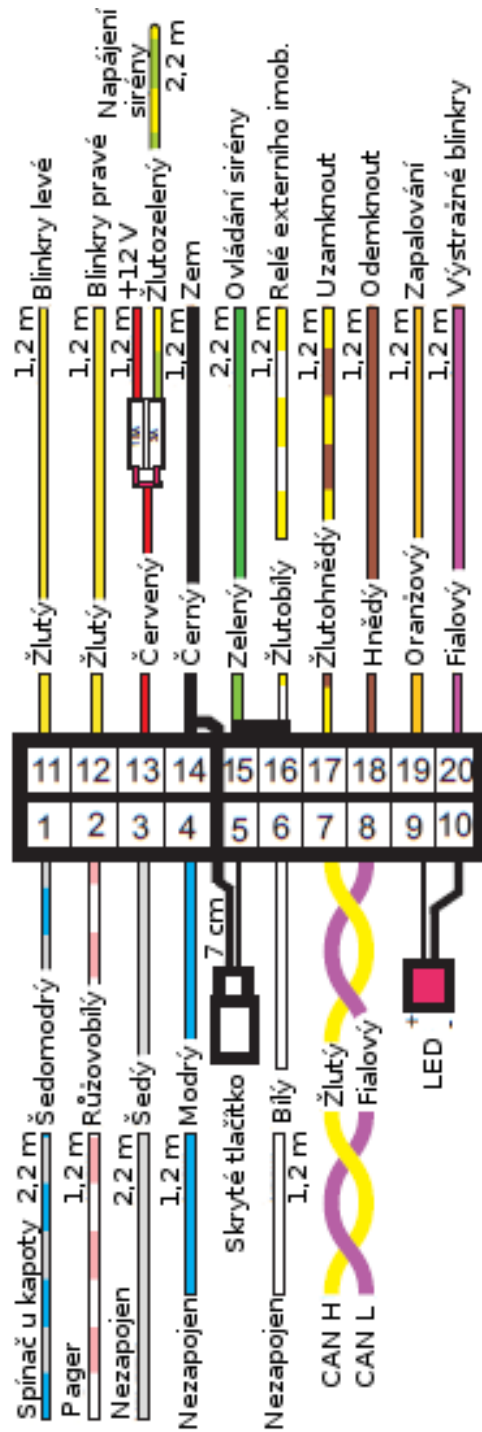 Spínač u kapoty 2,2 m Šedomodrý 1 11 Žlutý 1,2 m Blinkry levé
Pager 1,2 m Růžovobílý 2 12 Žlutý 1,2 m Blinkry pravé
Nezapojen 2,2 m Šedý 3 13 Červený 1,2 m +12 V
Žlutozelený 2,2 m Napájení
sirény
Nezapojen 1,2 m Modrý 4 14 Černý 1,2 m Zem
Skryté tlačítko 7 cm 5 15 Zelený 2,2 m Ovládání sirény
Nezapojen 1,2 m Bílý 6 16 Žlutobílý 1,2 m Relé externího imob.
CAN H Žlutý 7 17 Žlutohnědý 1,2 m Uzamknout
CAN L Fialový 8 18 Hnědý 1,2 m Odemknout
LED + - 9 19 Oranžový 1,2 m Zapalování
10 20 Fialový 1,2 m Výstražné blinkry